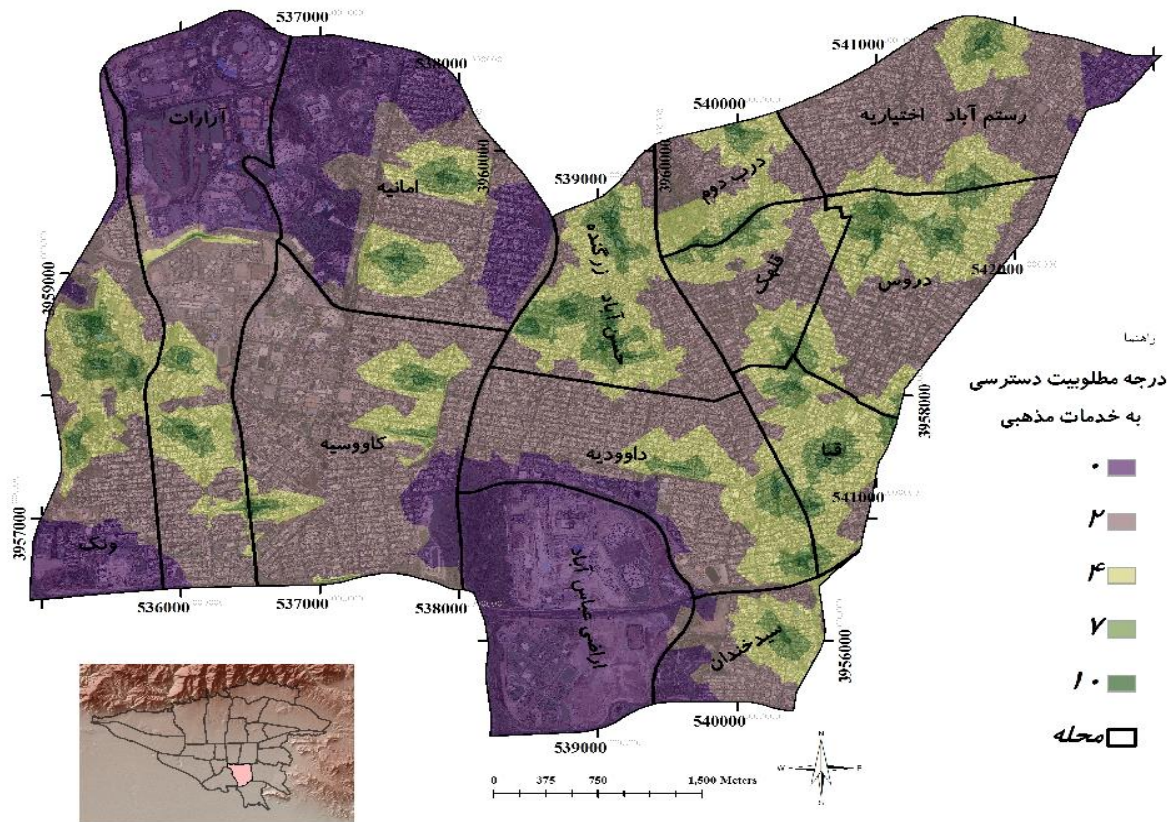 537000
541000
538000
540000
آرارات
رستم آباد اختیاریه
3960000
3960000
امانیه
درب دوم
539000
زرگنده
قلهک
542000
دروس
3959000
حسن آباد
راهنما
درجه مطلوبیت دسترسی
به خدمات مذهبی
3958000
کاووسیه
داوودیه
قبا
۰
541000
3957000
ونک
۲
۴
536000
537000
538000
اراضی عباس آباد
سیدخندان
3956000
۷
۱۰
540000
539000
محله
N
W
E
S
0 375 750 1,500 Meters